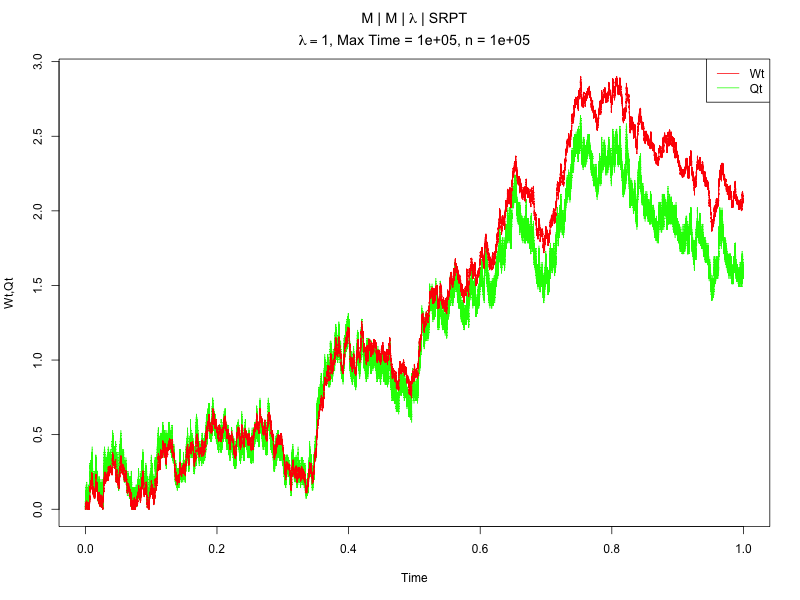 M | M | λ | SRPT
λ = 1, Max Time = 1e+05, n = 1e+05
Wt
Qt
3.0
2.5
2.0
1.5
1.0
0.5
0.0
Wt,Qt
0.0 0.2 0.4 0.6 0.8 1.0
Time